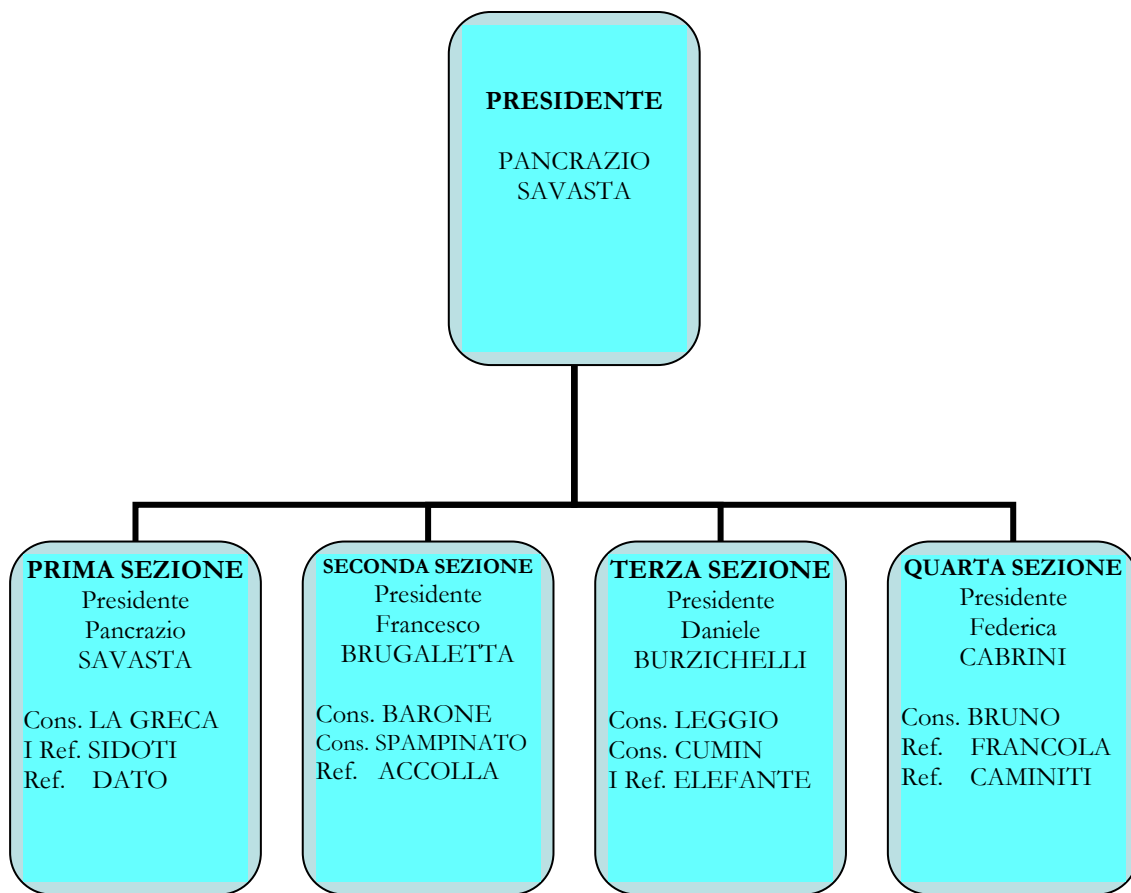 PRESIDENTE
PANCRAZIO
SAVASTA
PRIMA SEZIONE
Presidente
Pancrazio
SAVASTA
Cons. LA GRECA
I Ref. SIDOTI
Ref. DATO
SECONDA SEZIONE
Presidente
Francesco
BRUGALETTA
Cons. BARONE
Cons. SPAMPINATO
Ref. ACCOLLA
TERZA SEZIONE
Presidente
Daniele
BURZICHELLI
Cons. LEGGIO
Cons. CUMIN
I Ref. ELEFANTE
QUARTA SEZIONE
Presidente
Federica
CABRINI
Cons. BRUNO
Ref. FRANCOLA
Ref. CAMINITI